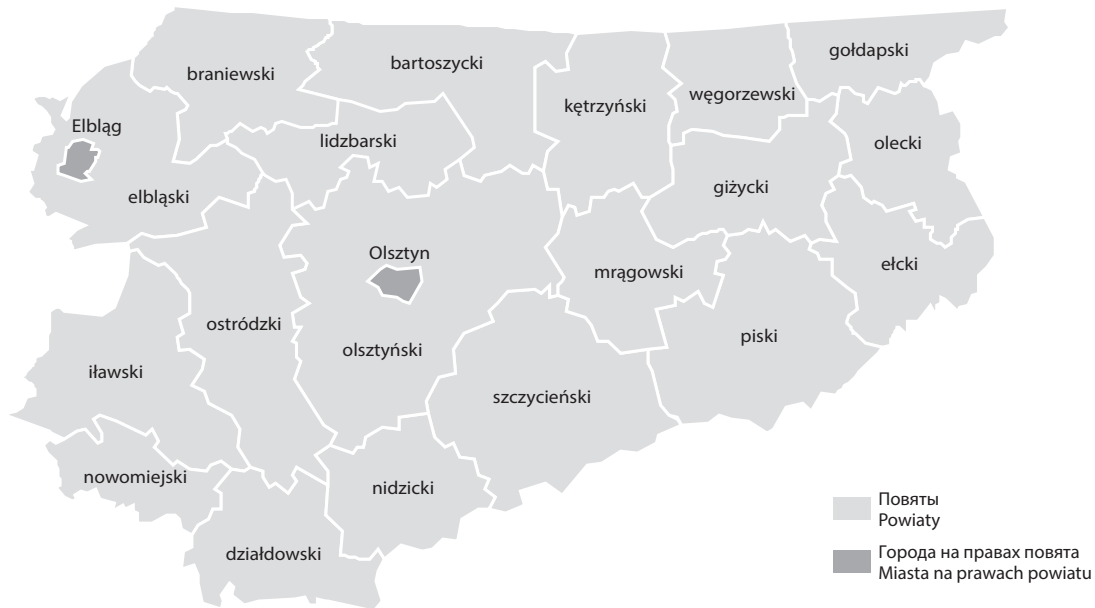 gołdapski
bartoszycki
braniewski
węgorzewski
kętrzyński
Elbląg
lidzbarski
olecki
giżycki
elbląski
Olsztyn
ełcki
mrągowski
ostródzki
piski
olsztyński
iławski
szczycieński
nowomiejski
nidzicki
działdowski
Повяты
Powiaty
Города на правах повята
Miasta na prawach powiatu